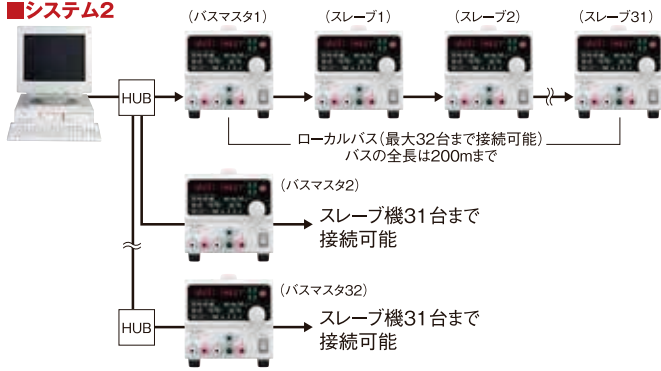 ■システム2
(バスマスタ1)
(スレーブ1)
(スレーブ2)
(スレーブ31)
HUB
ローカルバス(最大32台まで接続可能)
バスの全長は200mまで
(バスマスタ2)
スレーブ機31台まで
接続可能
(バスマスタ32)
HUB
スレーブ機31台まで
接続可能